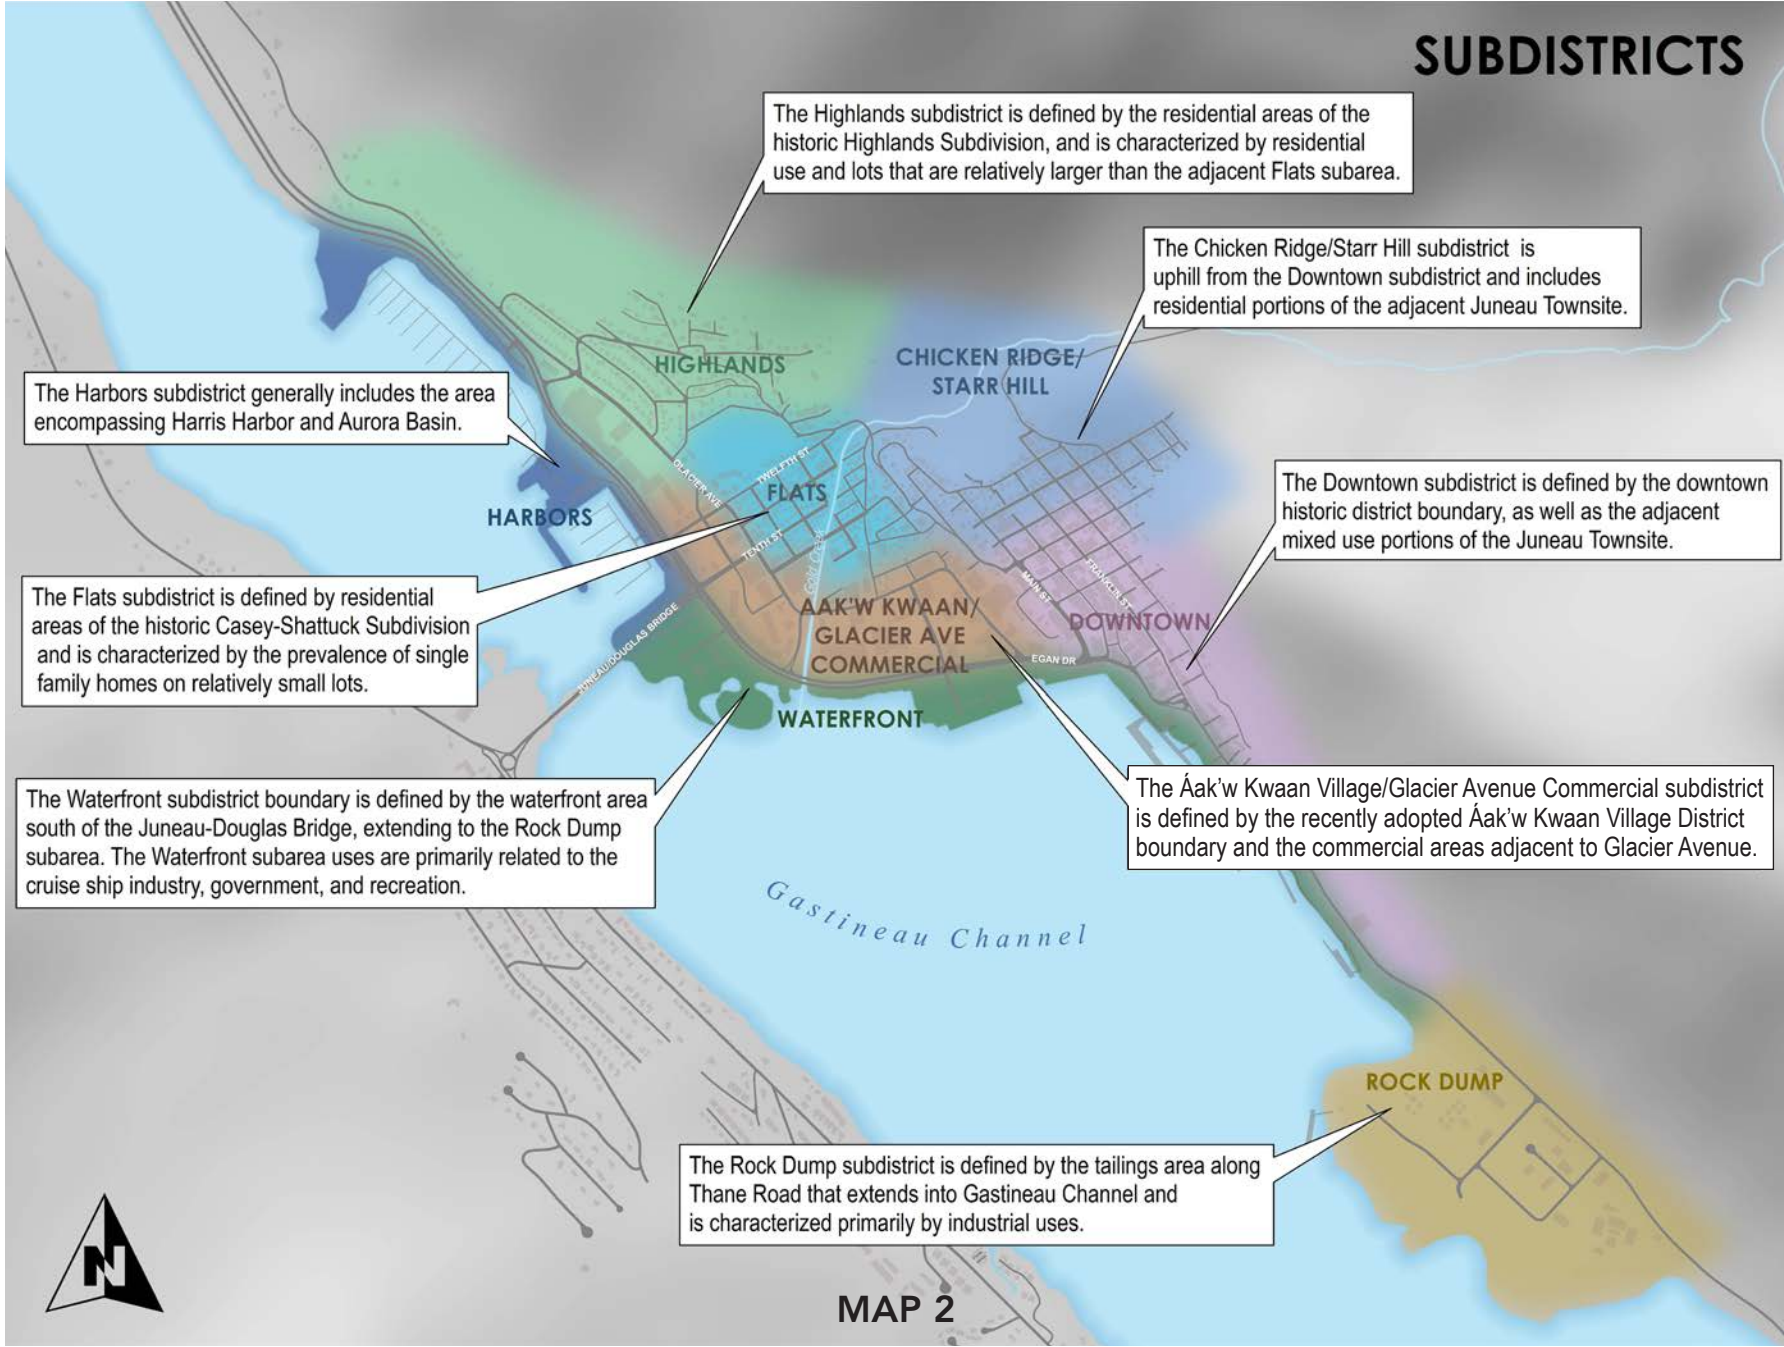 SUBDISTRICTS
The Highlands subdistrict is defined by the residential areas of the
historic Highlands Subdivision, and is characterized by residential
use and lots that are relatively larger than the adjacent Flats subarea.
The Chicken Ridge/Starr Hill subdistrict is
uphill from the Downtown subdistrict and includes
residential portions of the adjacent Juneau Townsite.
HIGHLANDS
CHICKEN RIDGE/
STARR HILL
The Harbors subdistrict generally includes the area
encompassing Harris Harbor and Aurora Basin.
GLACIER AVE
TWELFTH ST
FLATS
HARBORS
TENTH ST
Gold Creek
The Downtown subdistrict is defined by the downtown
historic district boundary, as well as the adjacent
mixed use portions of the Juneau Townsite.
The Flats subdistrict is defined by residential
areas of the historic Casey-Shattuck Subdivision
and is characterized by the prevalence of single
family homes on relatively small lots.
MAIN ST
FRANKLIN ST
AAK'W KWAAN/
GLACIER AVE
COMMERCIAL
DOWNTOWN
JUNEAU/DOUGLAS BRIDGE
EGAN DR
WATERFRONT
The Waterfront subdistrict boundary is defined by the waterfront area
south of the Juneau-Douglas Bridge, extending to the Rock Dump
subarea. The Waterfront subarea uses are primarily related to the
cruise ship industry, government, and recreation.
The Áak'w Kwaan Village/Glacier Avenue Commercial subdistrict
is defined by the recently adopted Áak'w Kwaan Village District
boundary and the commercial areas adjacent to Glacier Avenue.
Gastineau Channel
ROCK DUMP
The Rock Dump subdistrict is defined by the tailings area along
Thane Road that extends into Gastineau Channel and
is characterized primarily by industrial uses.
N
MAP 2